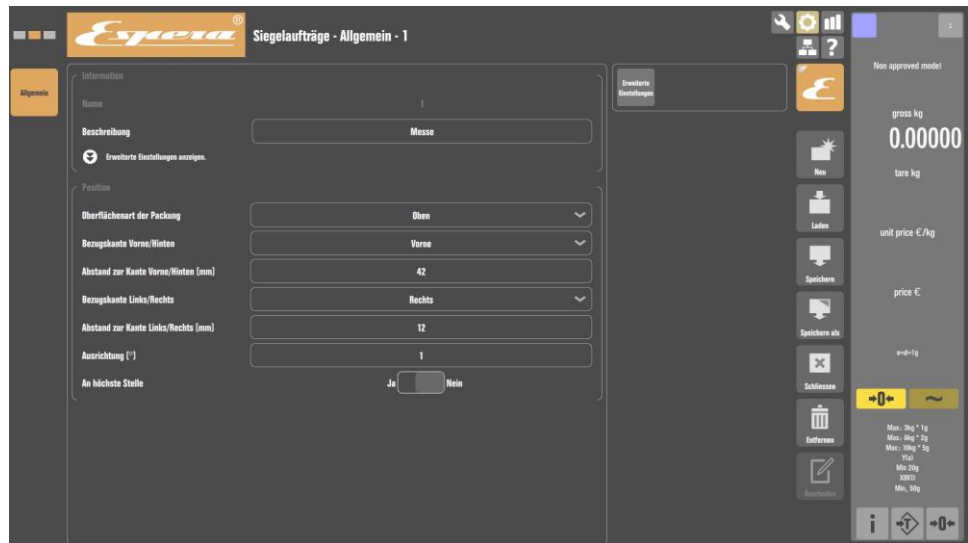 Espera®
Siegelaufträge - Allgemein - 1
?
1
Allgemein
Information
Name
1
Beschreibung
Messe
Erweiterte Einstellungen anzeigen.
Position
Oberflächenart der Packung
Oben
Bezugskante Vorne/Hinten
Vorne
Abstand zur Kante Vorne/Hinten (mm)
42
Bezugskante Links/Rechts
Rechts
Abstand zur Kante Links/Rechts (mm)
12
Ausrichtung (°)
1
An höchste Stelle
Ja
Nein
Erweiterte
Einstellungen
E
Neu
Laden
Speichern
Speichern als
Schliessen
Entfernen
Bearbeiten
Non approved mode!
gross kg
0.00000
tare kg
unit price €/kg
price €
e=d=1g
→0←
~
Max: 3kg * 1g
Max: 6kg * 2g
Max: 10kg * 5g
Y(a)
Min 20g
X(1)
Min, 50g
i
T
→0←